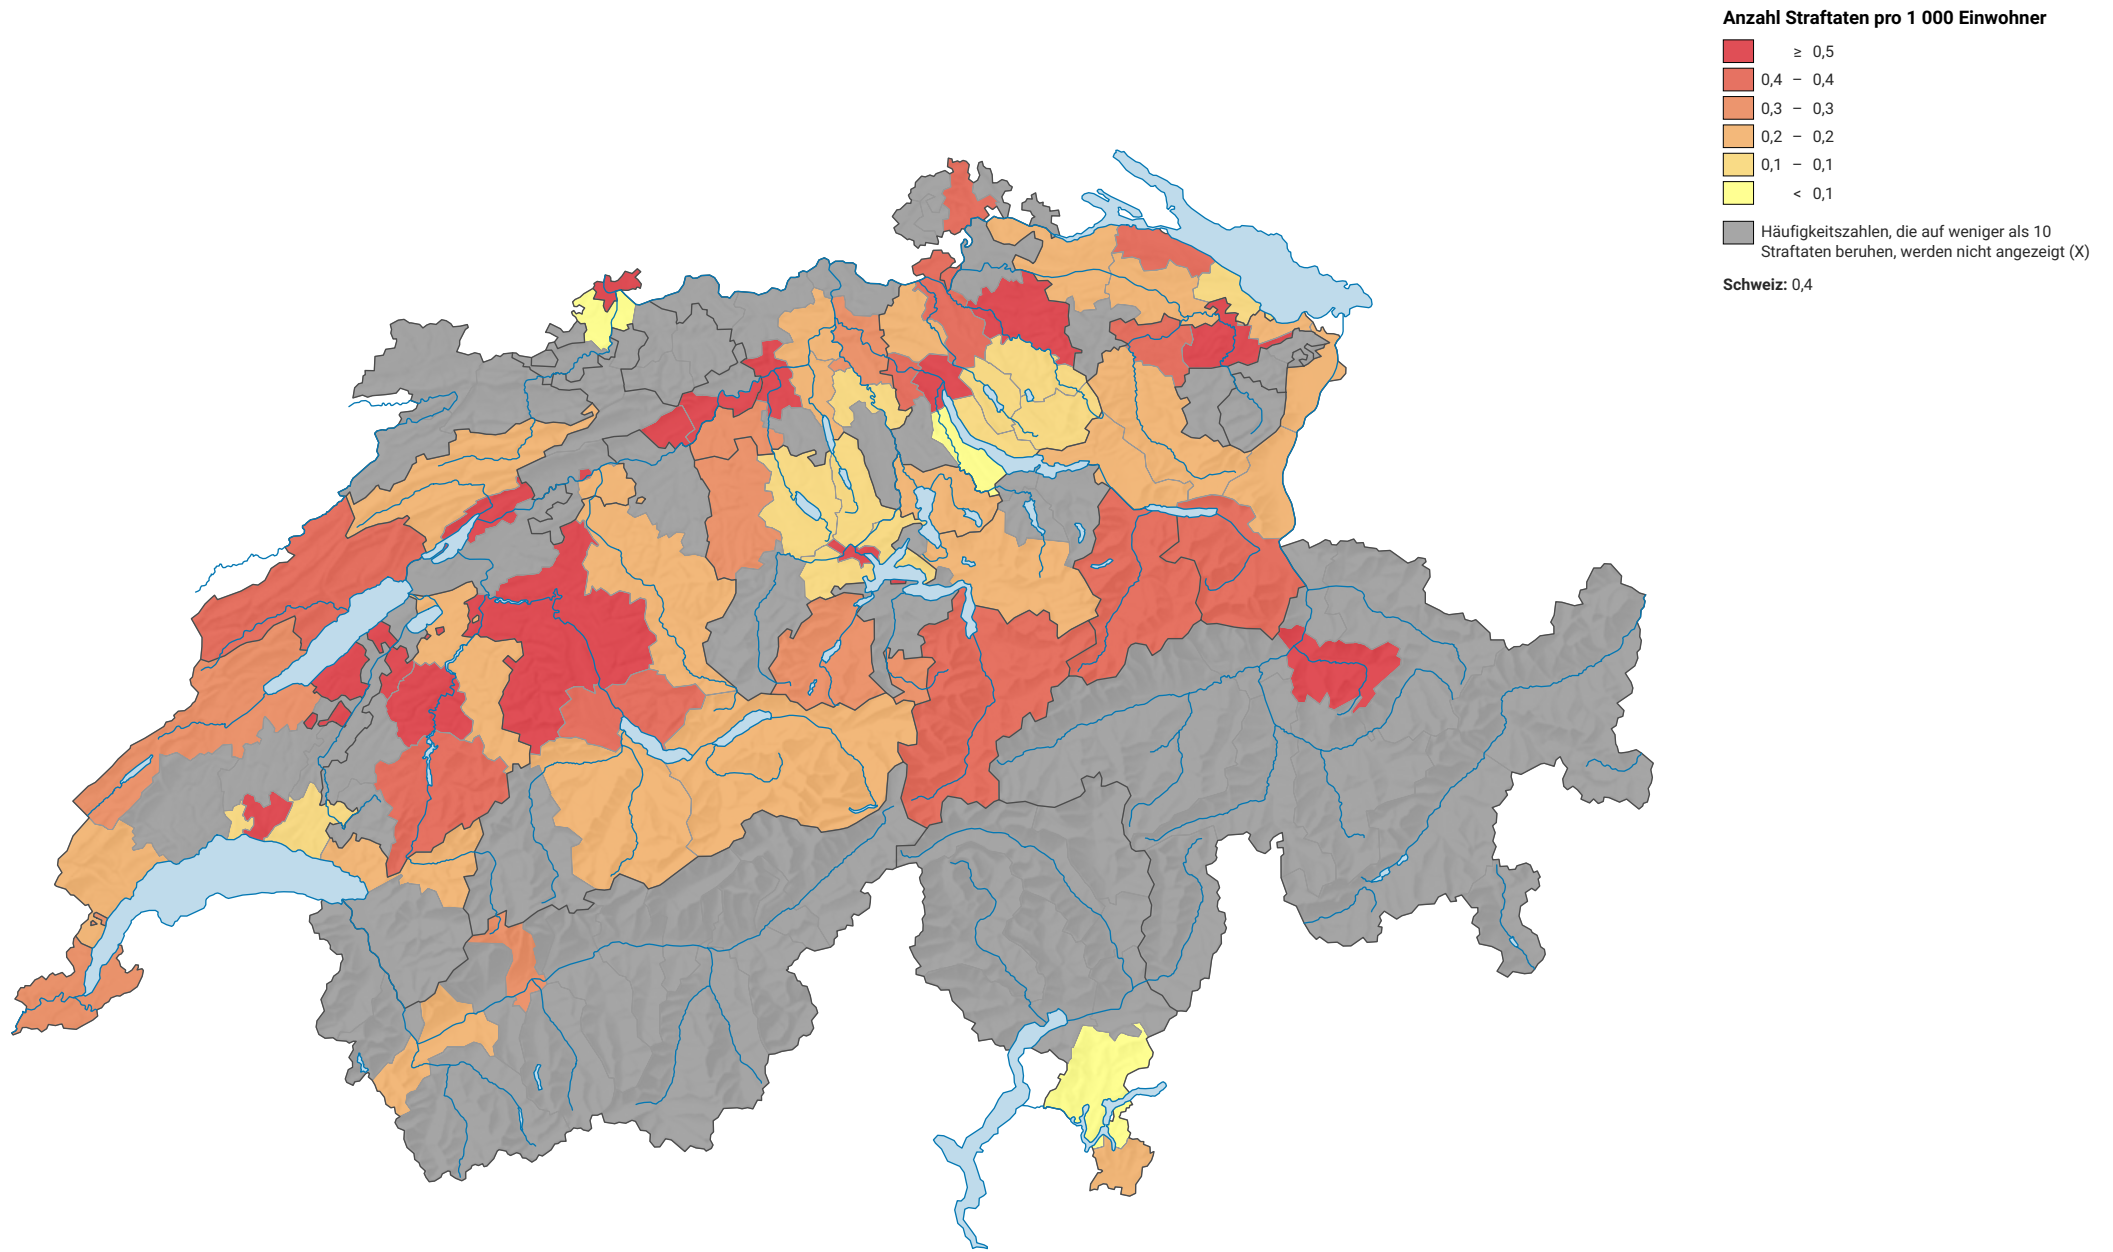 Anzahl Straftaten pro 1 000 Einwohner
≥ 0,5
0,4 – 0,4
0,3 – 0,3
0,2 – 0,2
0,1 – 0,1
< 0,1
Häufigkeitszahlen, die auf weniger als 10
Straftaten beruhen, werden nicht angezeigt (X)
Schweiz: 0,4